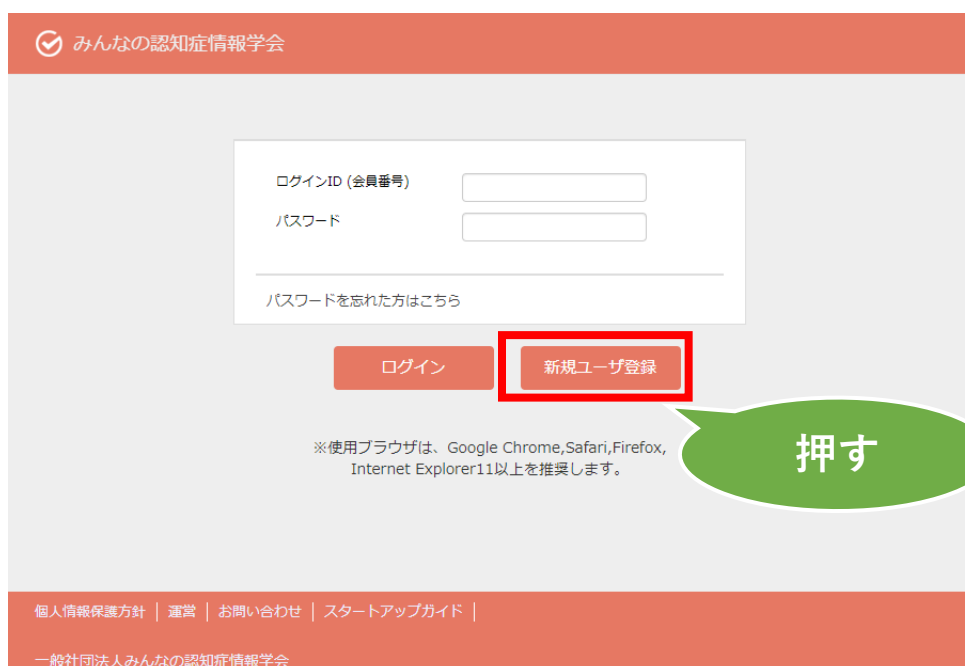 みんなの認知症情報学会
ログインID (会員番号)
パスワード
パスワードを忘れた方はこちら
ログイン
新規ユーザ登録
押す
※使用ブラウザは、Google Chrome,Safari,Firefox,
Internet Explorer11以上を推奨します。
個人情報保護方針 | 運営 | お問い合わせ | スタートアップガイド |
一般社団法人みんなの認知症情報学会